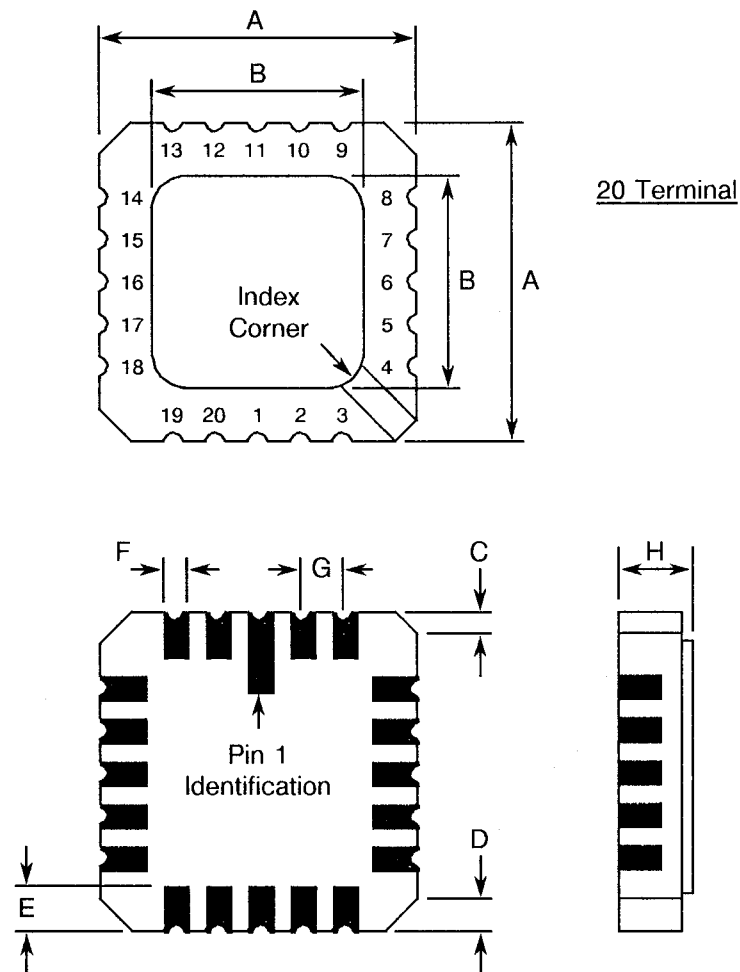 A
B
13 12 11 10 9
14 8
20 Terminal
15 7
16 6
B A
Index
Corner
17 5
18 4
19 20 1 2 3
F G C H
Pin 1
Identification
D
E